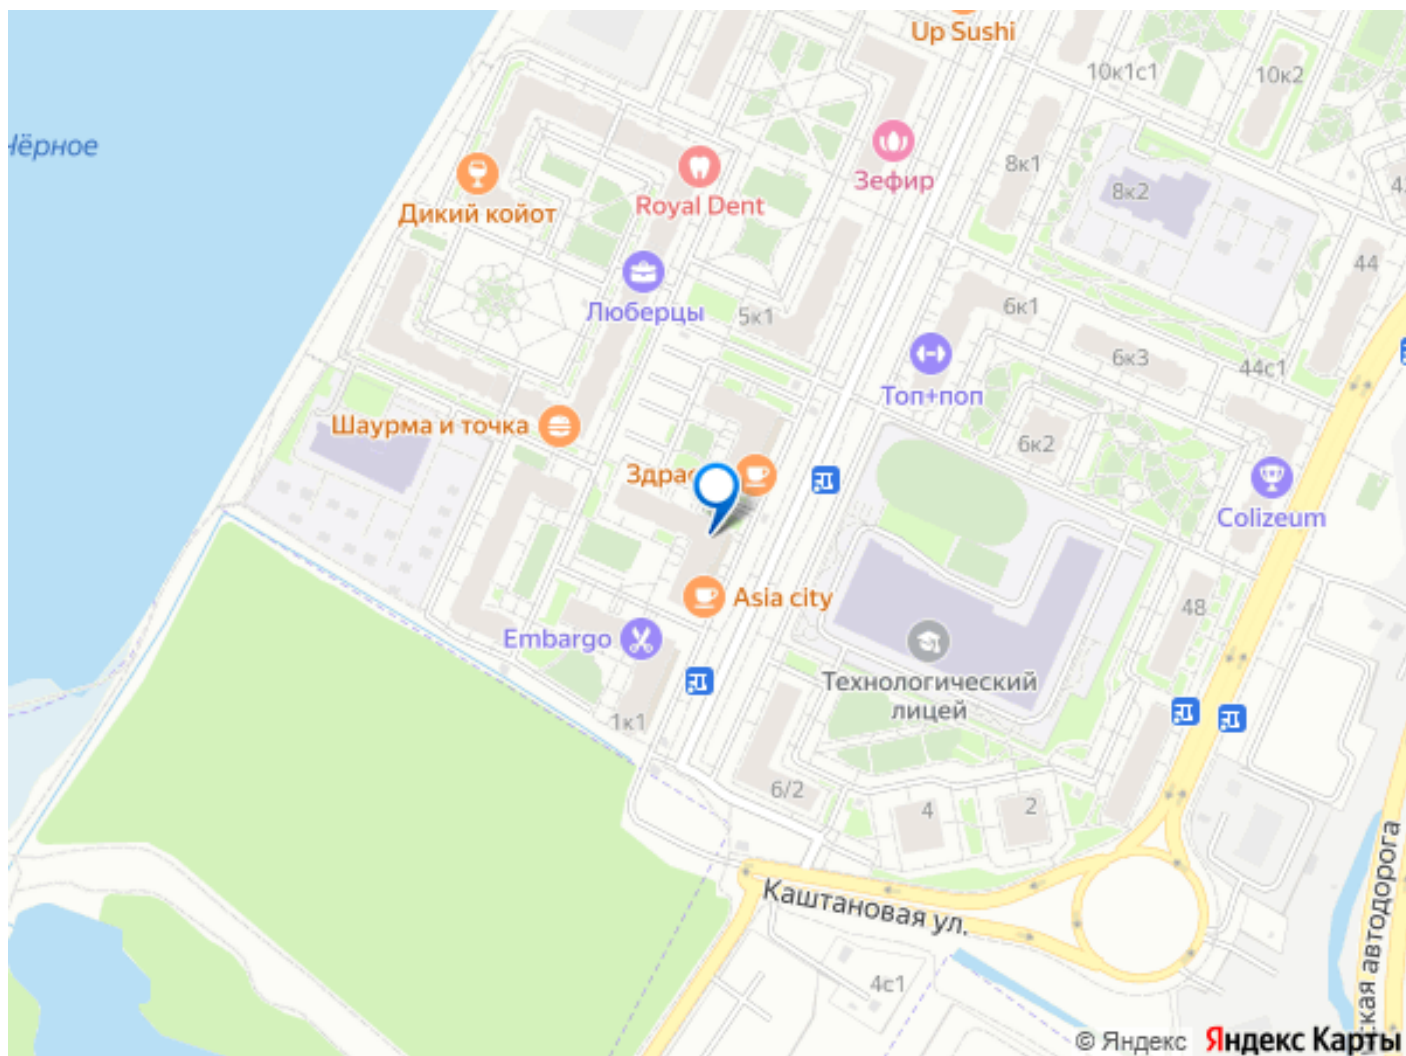 Up Sushi
10к1с1
10к2
Чёрное
8к1
Зефир
8к2
Royal Dent
Дикий койот
44
5к1
6к1
Люберцы
6к3
44с1
Топ+поп
Шаурма и точка
6к2
Colizeum
Asia city
48
Embargo
Технологический
лицей
1к1
6/2
4
2
Каштановая ул.
4с1
автодорога
© Яндекс Яндекс Карты